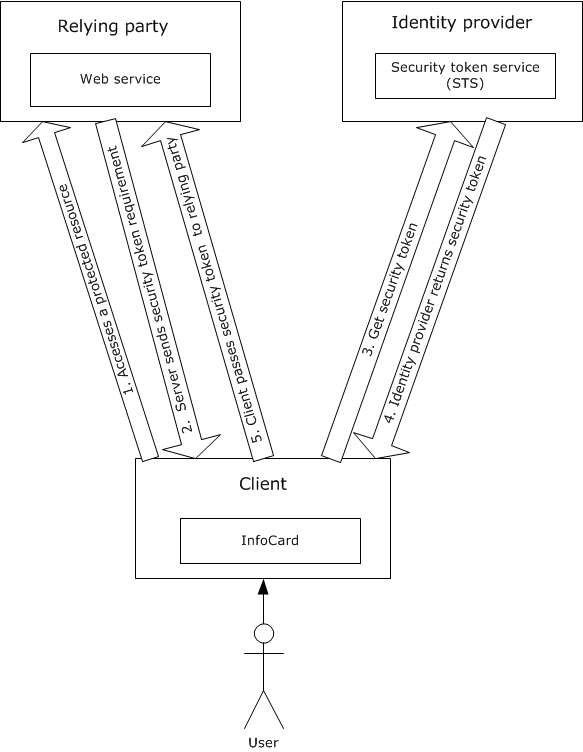 Relying party
Web service
Identity provider
Security token service
(STS)
1. Accesses a protected resource
2. Server sends security token requirement
5. Client passes security token to relying party
3. Get security token
4. Identity provider returns security token
Client
InfoCard
User